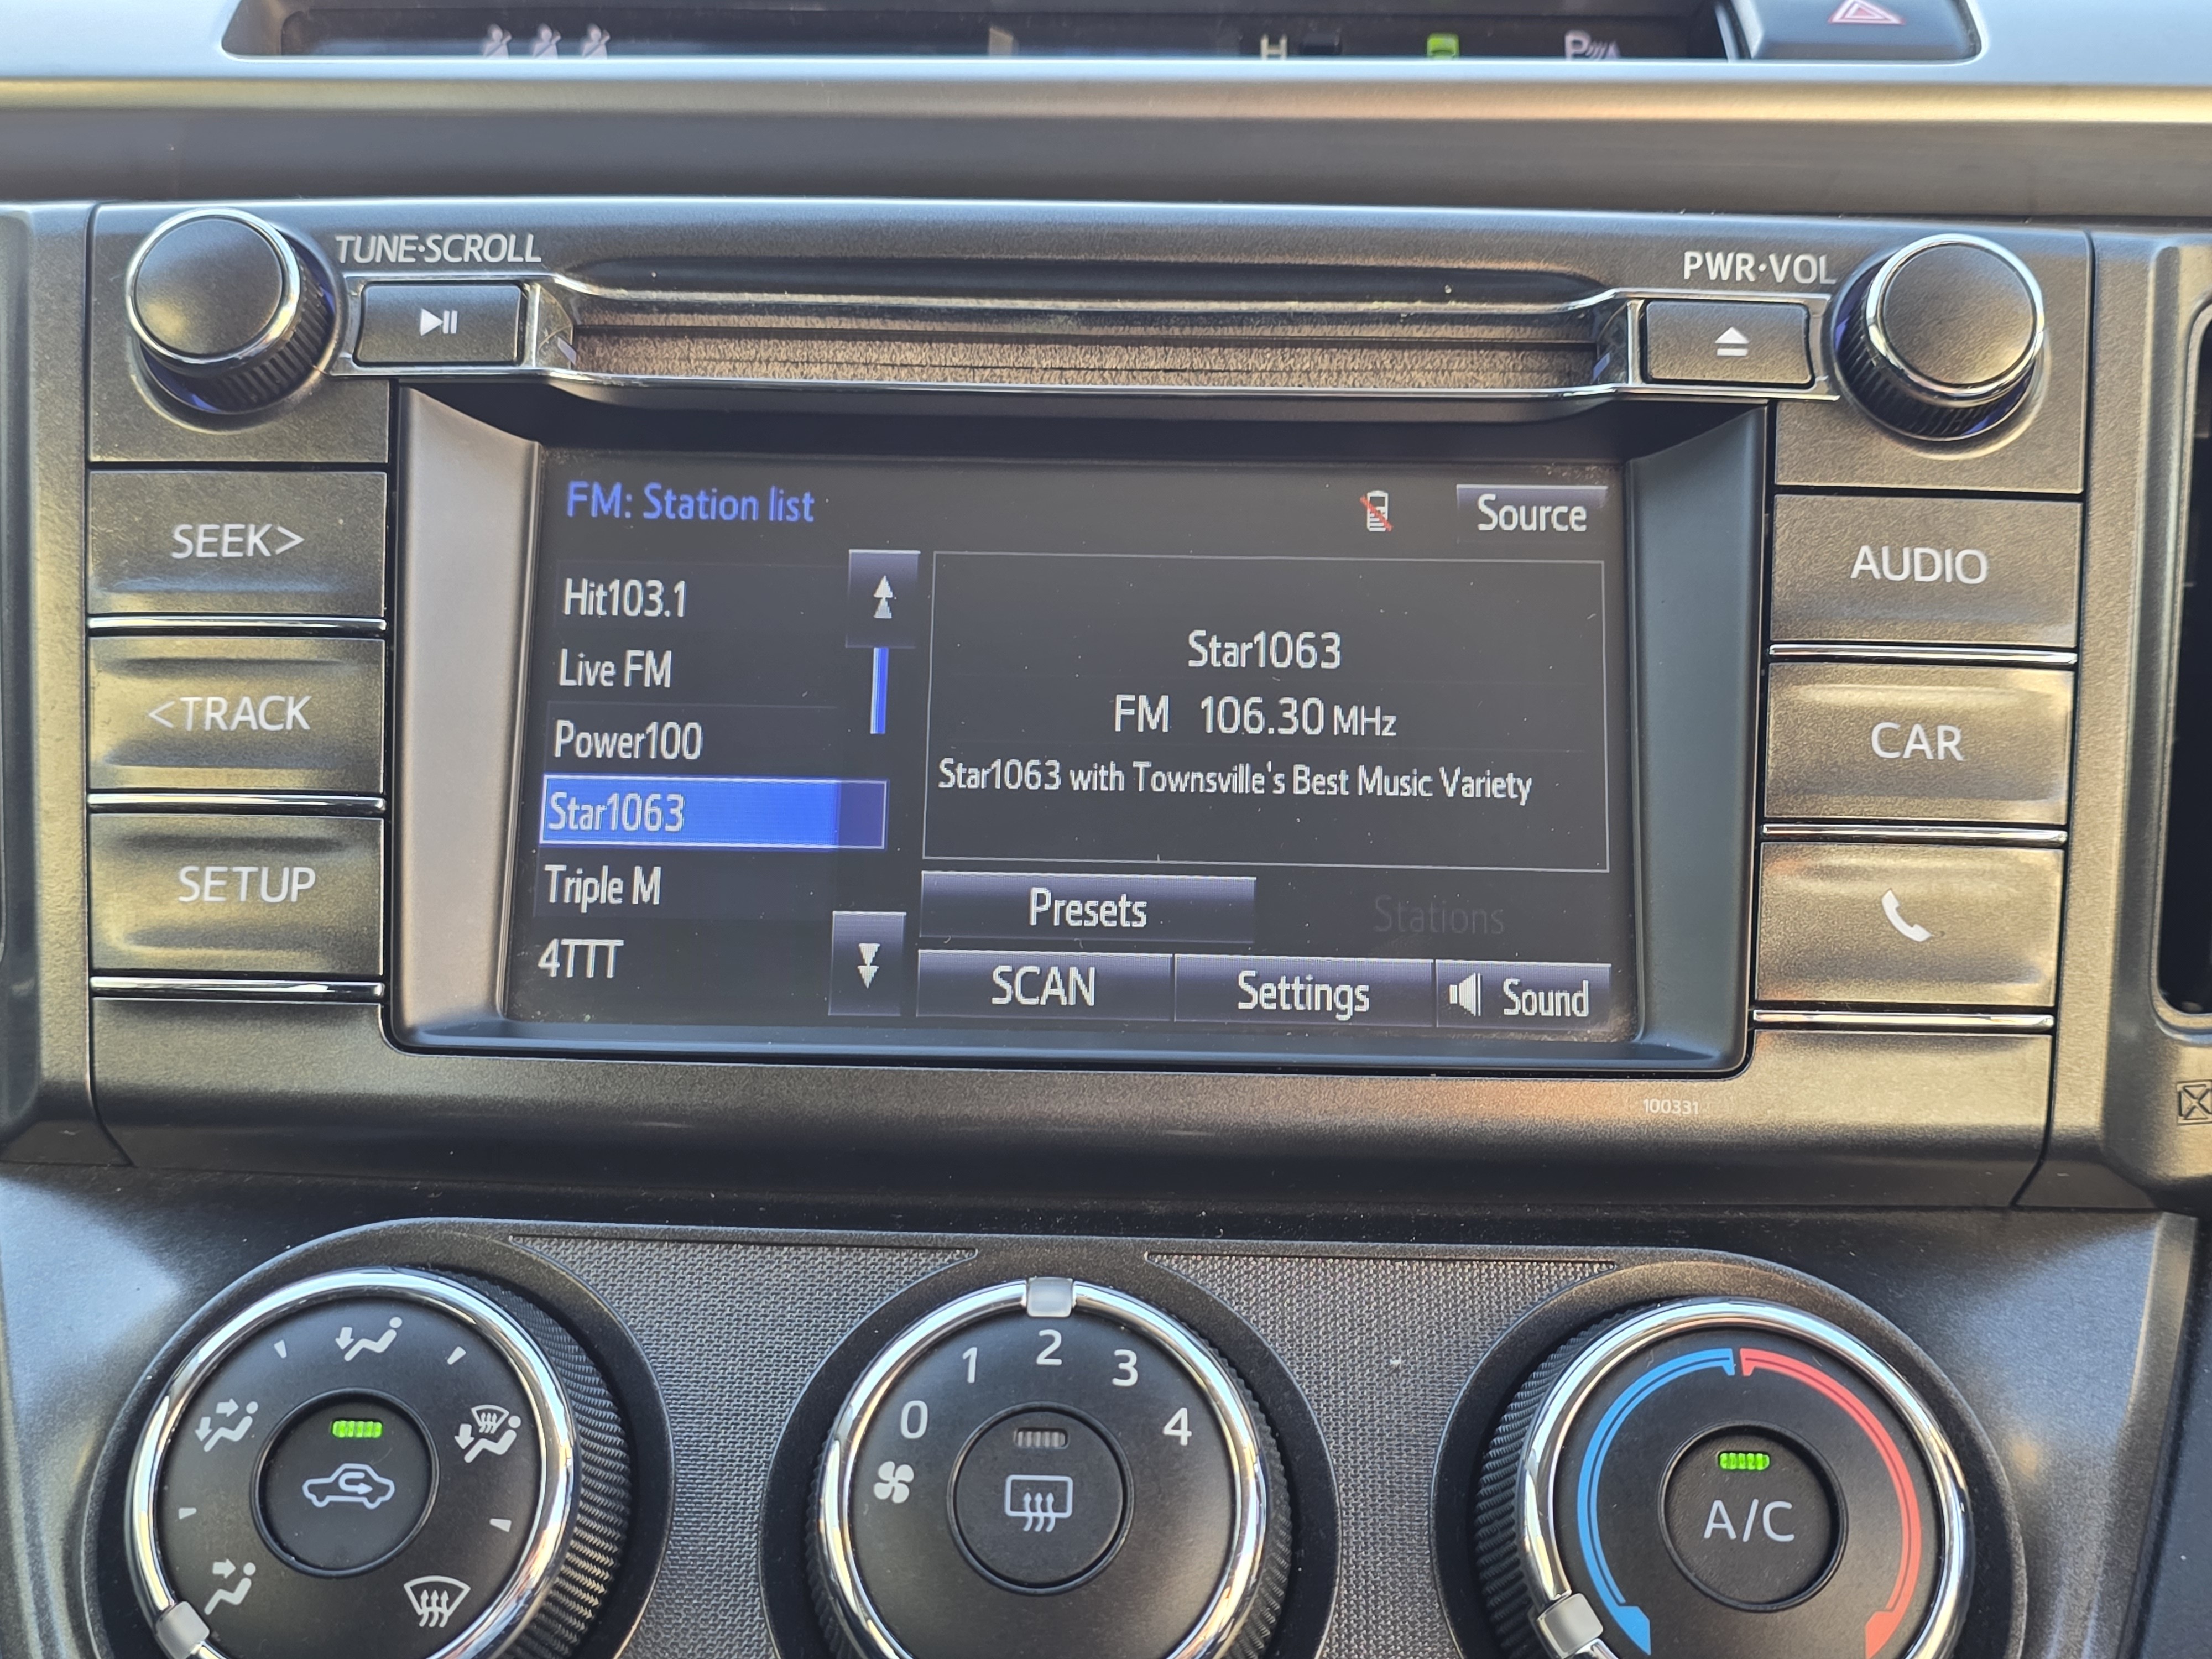 H
P
TUNE·SCROLL
PWR·VOL
SEEK>
<TRACK
SETUP
FM: Station list
Source
Hit103.1
Live FM
Power100
Star1063
Triple M
4TTT
Star1063
FM 106.30 MHz
Star1063 with Townsville's Best Music Variety
Presets
Stations
SCAN
Settings
Sound
AUDIO
CAR
100331
0
1
2
3
4
A/C